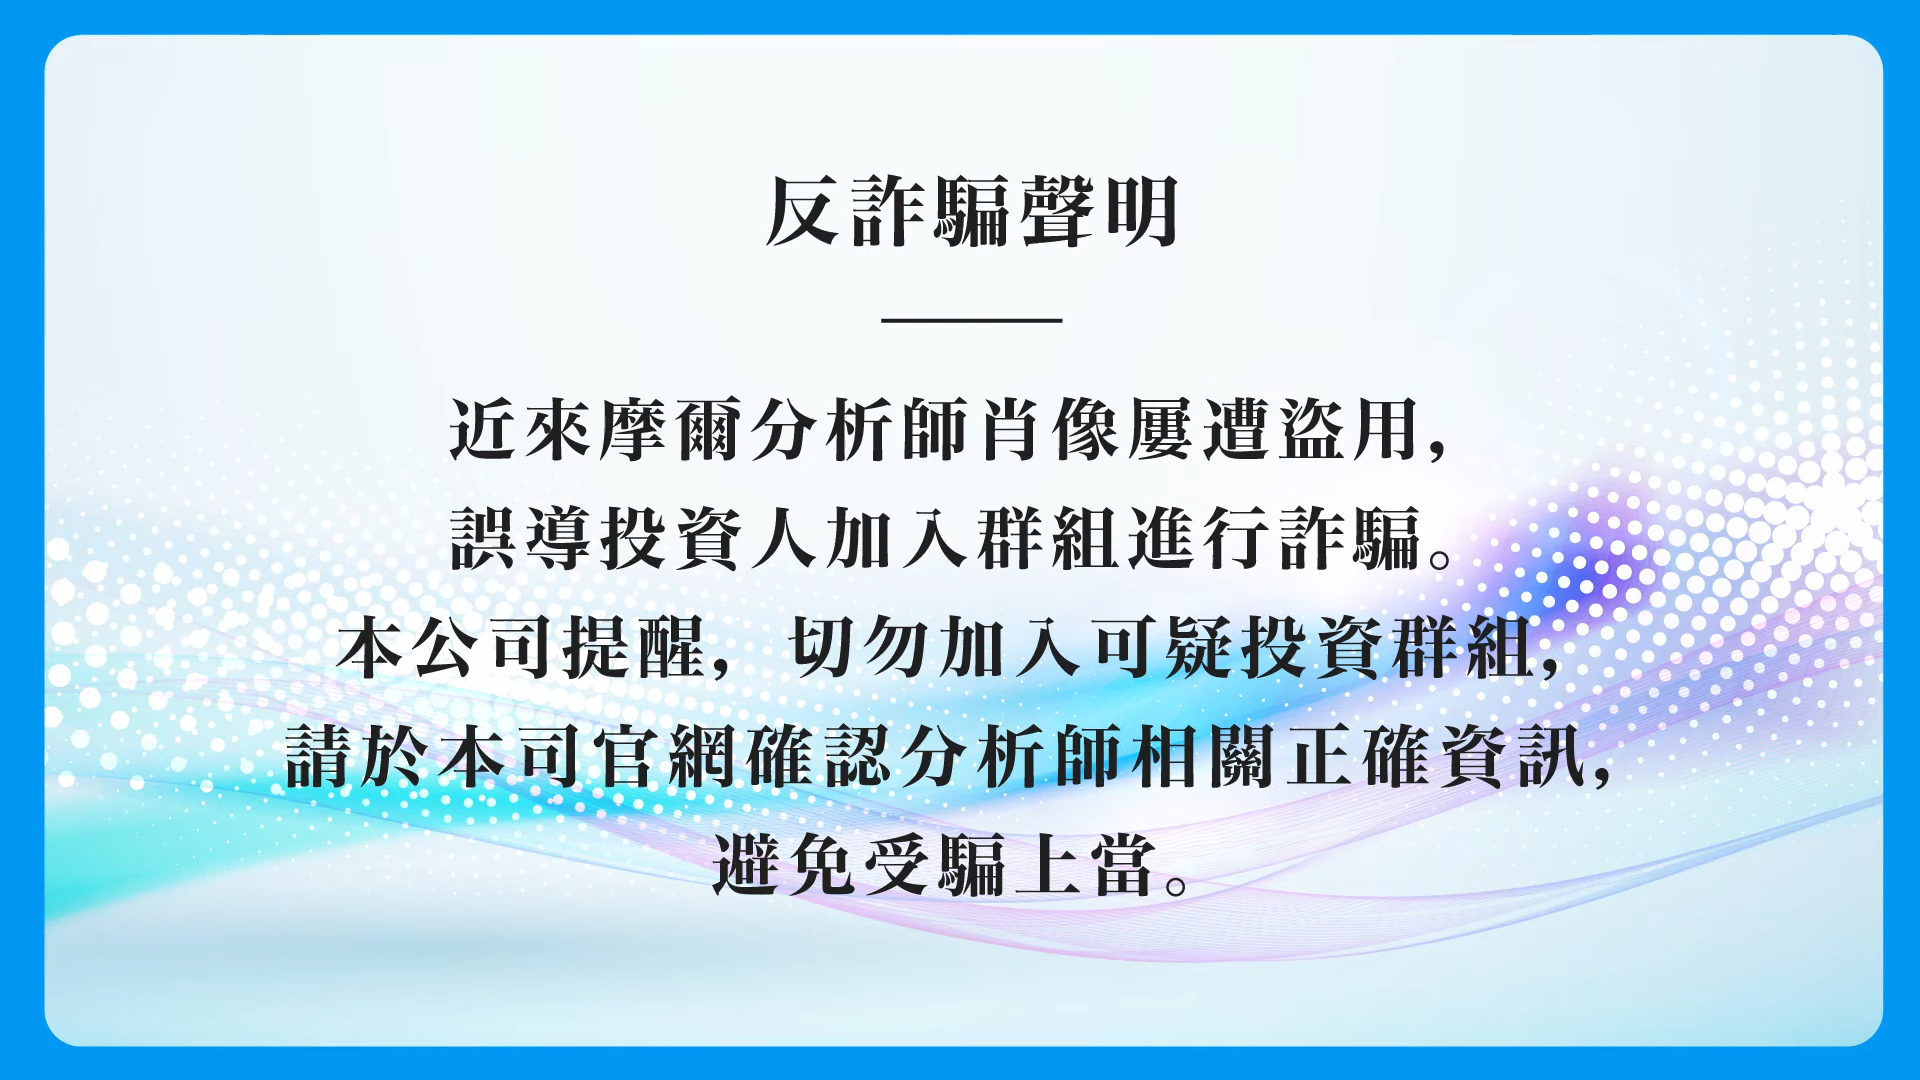 反詐騙聲明
近來摩爾分析師肖像屢遭盜用，
誤導投資人加入群組進行詐騙。
本公司提醒，切勿加入可疑投資群組，
請於本司官網確認分析師相關正確資訊，
避免受騙上當。